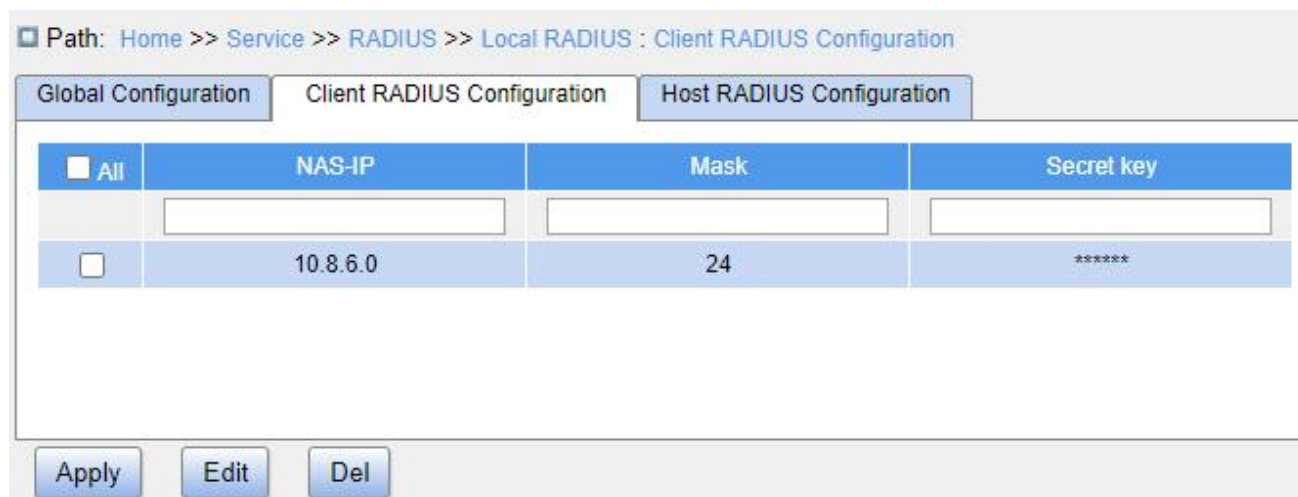 Path: Home >> Service >> RADIUS >> Local RADIUS : Client RADIUS Configuration
Global Configuration Client RADIUS Configuration Host RADIUS Configuration
All NAS-IP Mask Secret key
10.8.6.0 24 ******
Apply Edit Del